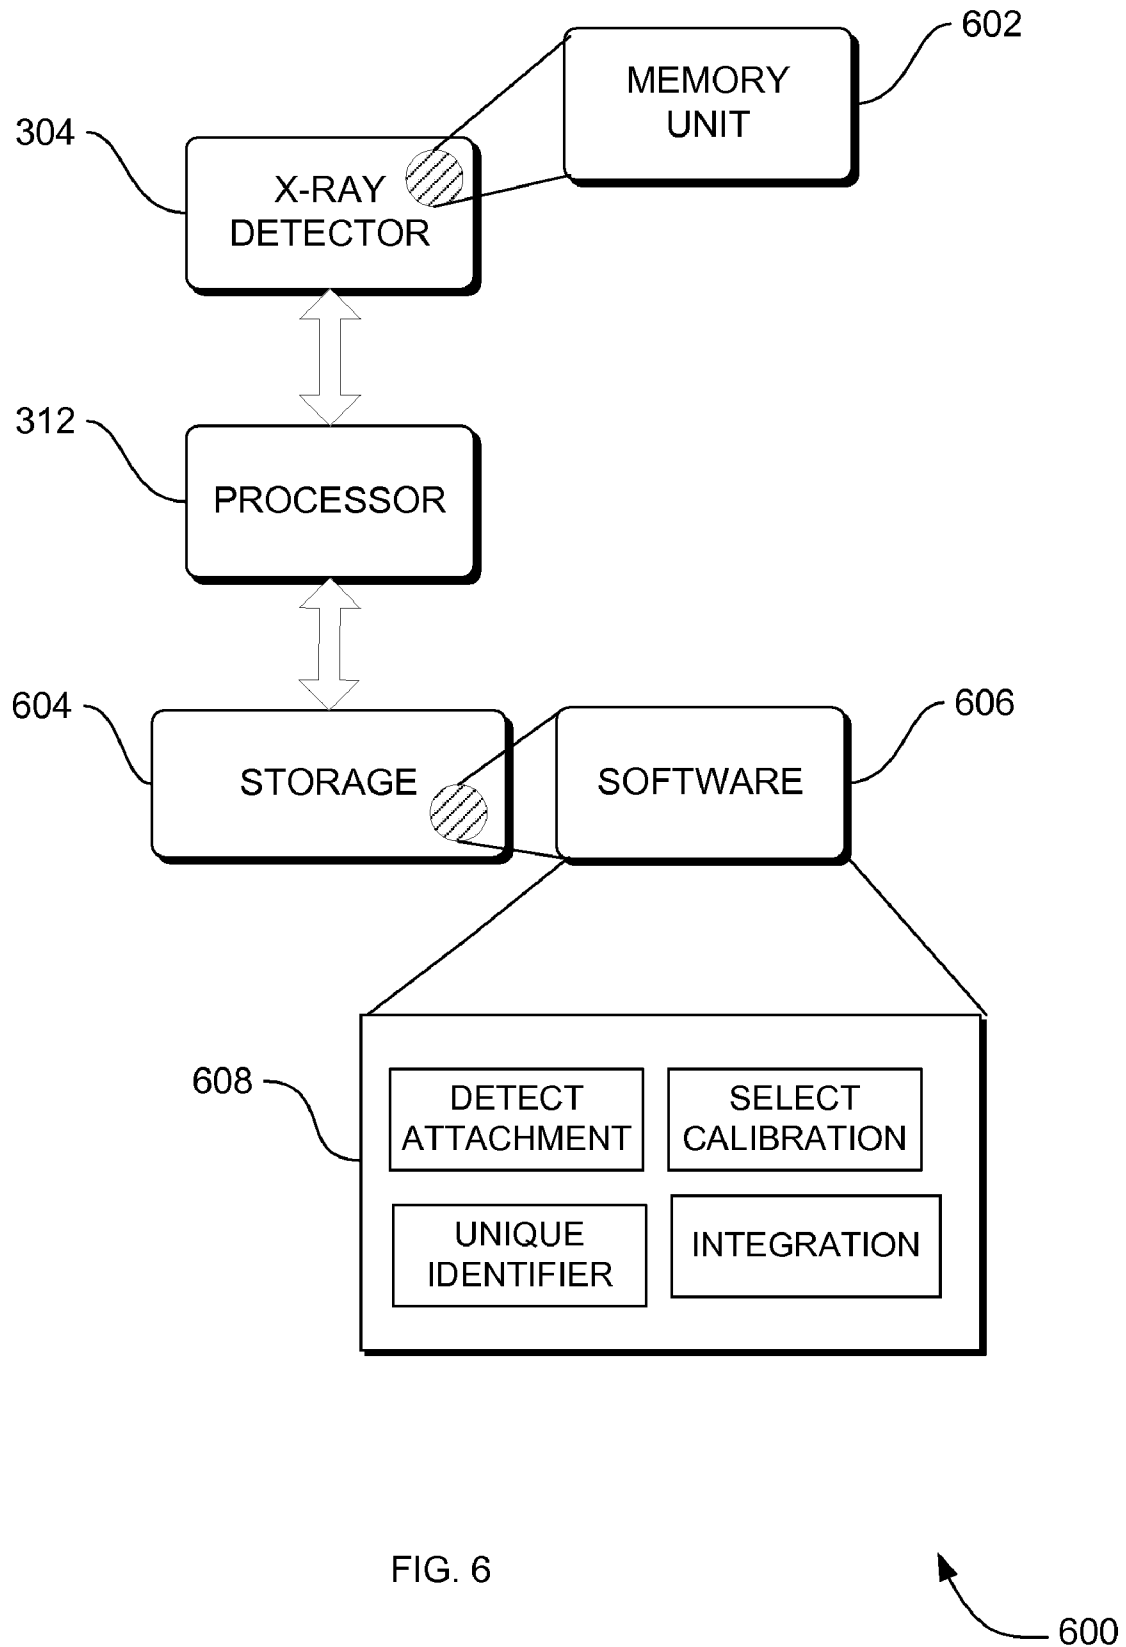 602
MEMORY
UNIT
304
X-RAY
DETECTOR
312
PROCESSOR
604
STORAGE
606
SOFTWARE
608
DETECT
ATTACHMENT
SELECT
CALIBRATION
UNIQUE
IDENTIFIER
INTEGRATION
FIG. 6
600